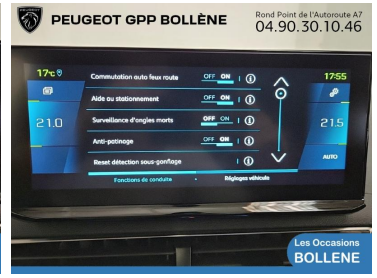 PEUGEOT GPP BOLLÈNE
Rond Point de l'Autoroute A7
04.90.30.10.46
17°C
17:55
Commutation auto feux route OFF ON
Aide au stationnement OFF ON
21.0
Surveillance d'angles morts OFF ON
21.5
Anti-patinage OFF ON
Reset détection sous-gonflage
AUTO
Fonctions de conduite
Réglages véhicule
Les Occasions
BOLLENE